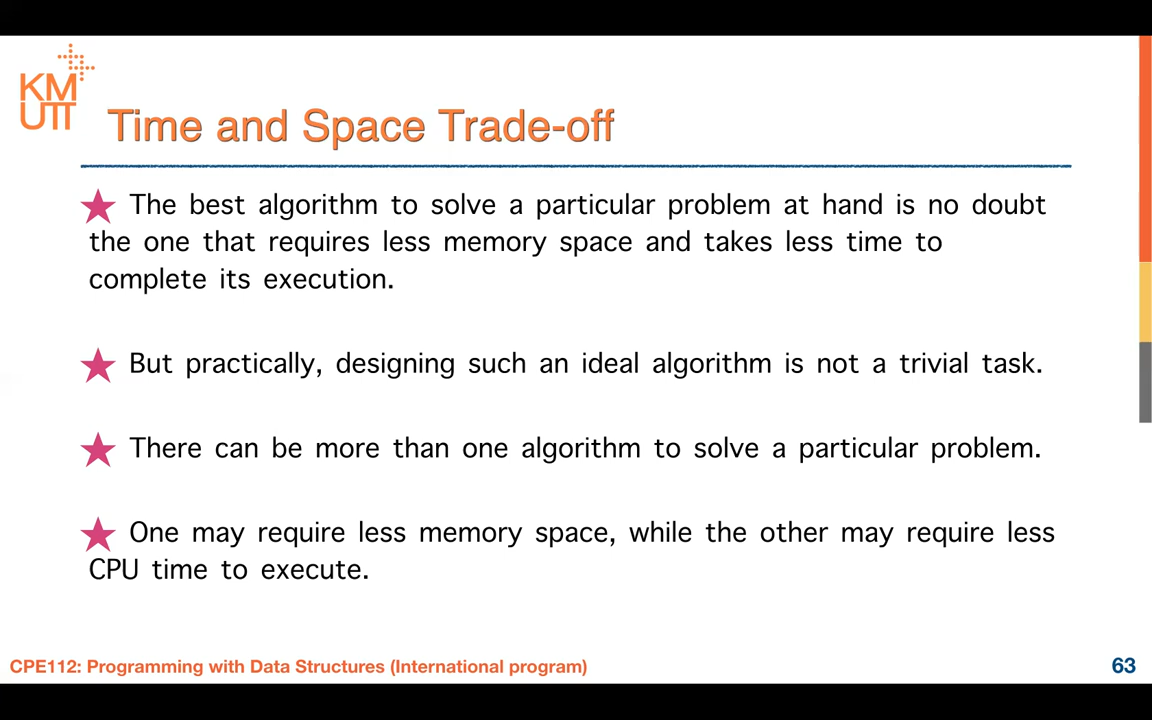 KM
UTT
Time and Space Trade-off
The best algorithm to solve a particular problem at hand is no doubt
the one that requires less memory space and takes less time to
complete its execution.
But practically, designing such an ideal algorithm is not a trivial task.
There can be more than one algorithm to solve a particular problem.
One may require less memory space, while the other may require less
CPU time to execute.
CPE112: Programming with Data Structures (International program)
63